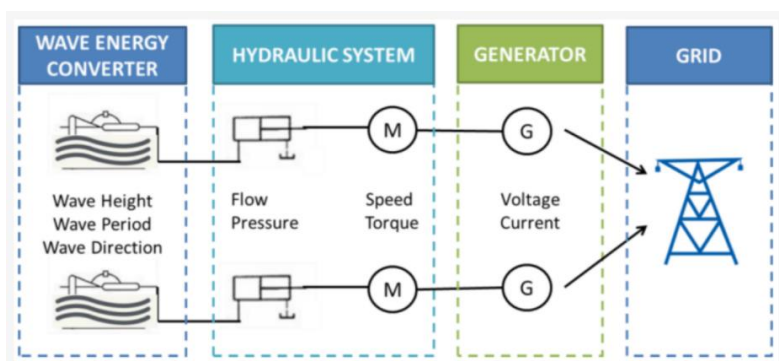 WAVE ENERGY
CONVERTER
HYDRAULIC SYSTEM
GENERATOR
GRID
M
G
Wave Height
Wave Period
Wave Direction
Flow
Pressure
Speed
Torque
Voltage
Current
M
G